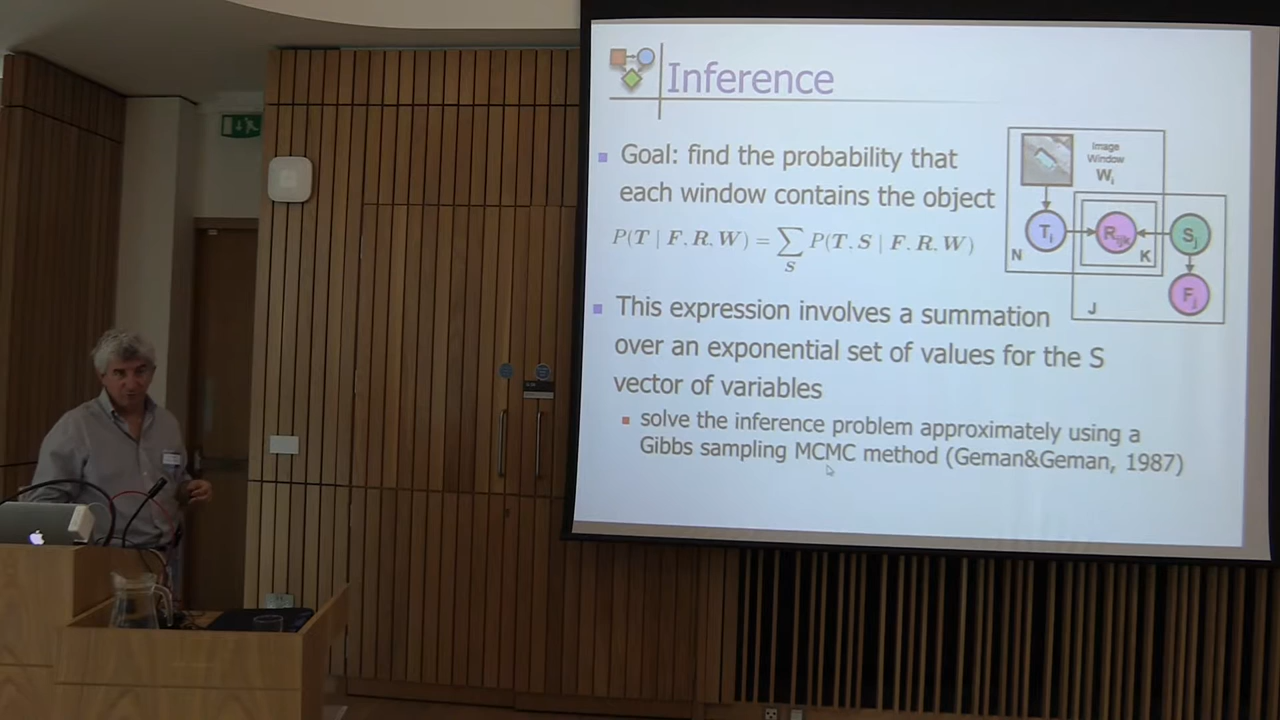 Inference
Goal: find the probability that
each window contains the object
P(T | F, R, W) = ∑ P(T, S | F, R, W)
S
Image
Window
Wi
Ti
Rijk
Sj
N
K
Fj
J
This expression involves a summation
over an exponential set of values for the S
vector of variables
solve the inference problem approximately using a
Gibbs sampling MCMC method (Geman&Geman, 1987)